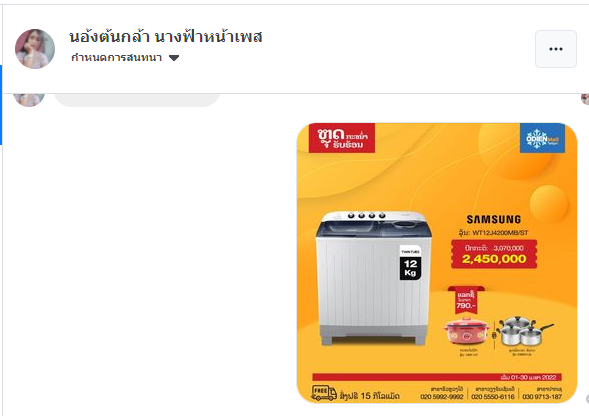 นอ้งต้นกล้า นางฟ้าหน้าเพส
กำหนดการสนทนา
ຫຼຸດ ກະໜ່ຳ
ຮັບຮ້ອນ
ODIEN Mall
SAMSUNG
ລຸ້ນ: WT12J4200MB/ST
ປົກກະຕິ: 3,070,000
2,450,000
TWIN TUBS
12
Kg
ແລກຊື້
790.-
ເລີ່ມ 01-30 ເມສາ 2022
FREE
ສົ່ງຟຣີ 15 ກິໂລແມັດ
020 5992-9992
020 5550-6116
030 9713-187